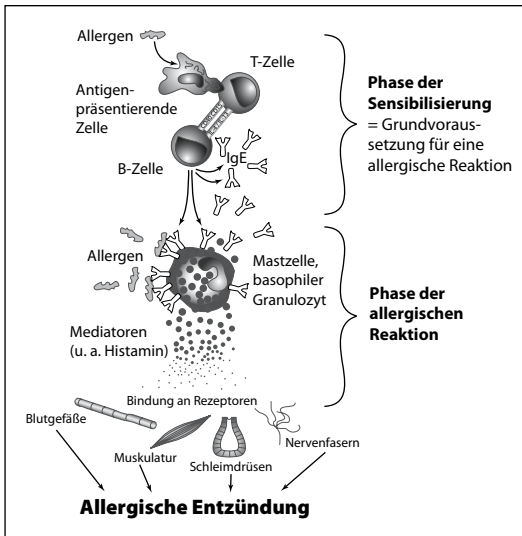 Allergen
T-Zelle
Antigen-
präsentierende
Zelle
B-Zelle
IgE
Phase der
Sensibilisierung
= Grundvoraus-
setzung für eine
allergische Reaktion
Allergen
Mastzelle,
basophiler
Granulozyt
Mediatoren
(u. a. Histamin)
Phase der
allergischen
Reaktion
Bindung an Rezeptoren
Blutgefäße
Muskulatur
Schleimdrüsen
Nervenfasern
Allergische Entzündung